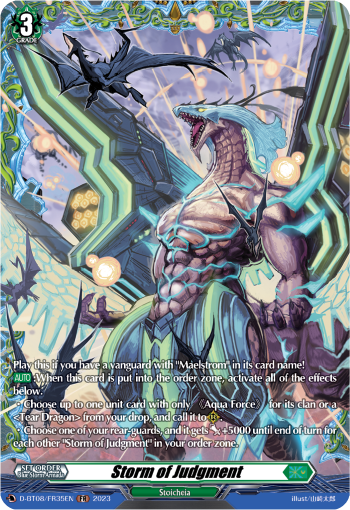 3
GRADE
Play this if you have a vanguard with "Maelstrom" in its card name!
AUTO:When this card is put into the order zone, activate all of the effects
below.
・Choose up to one unit card with only 《Aqua Force》 for its clan or a
<Tear Dragon> from your drop, and call it to R.
・Choose one of your rear-guards, and it gets +5000 until end of turn for
each other "Storm of Judgment" in your order zone.
SET ORDER
Blue Storm Armada
Storm of Judgment
Stoicheia
D-BT08/FR35EN FR 2023
illust/山崎太郎